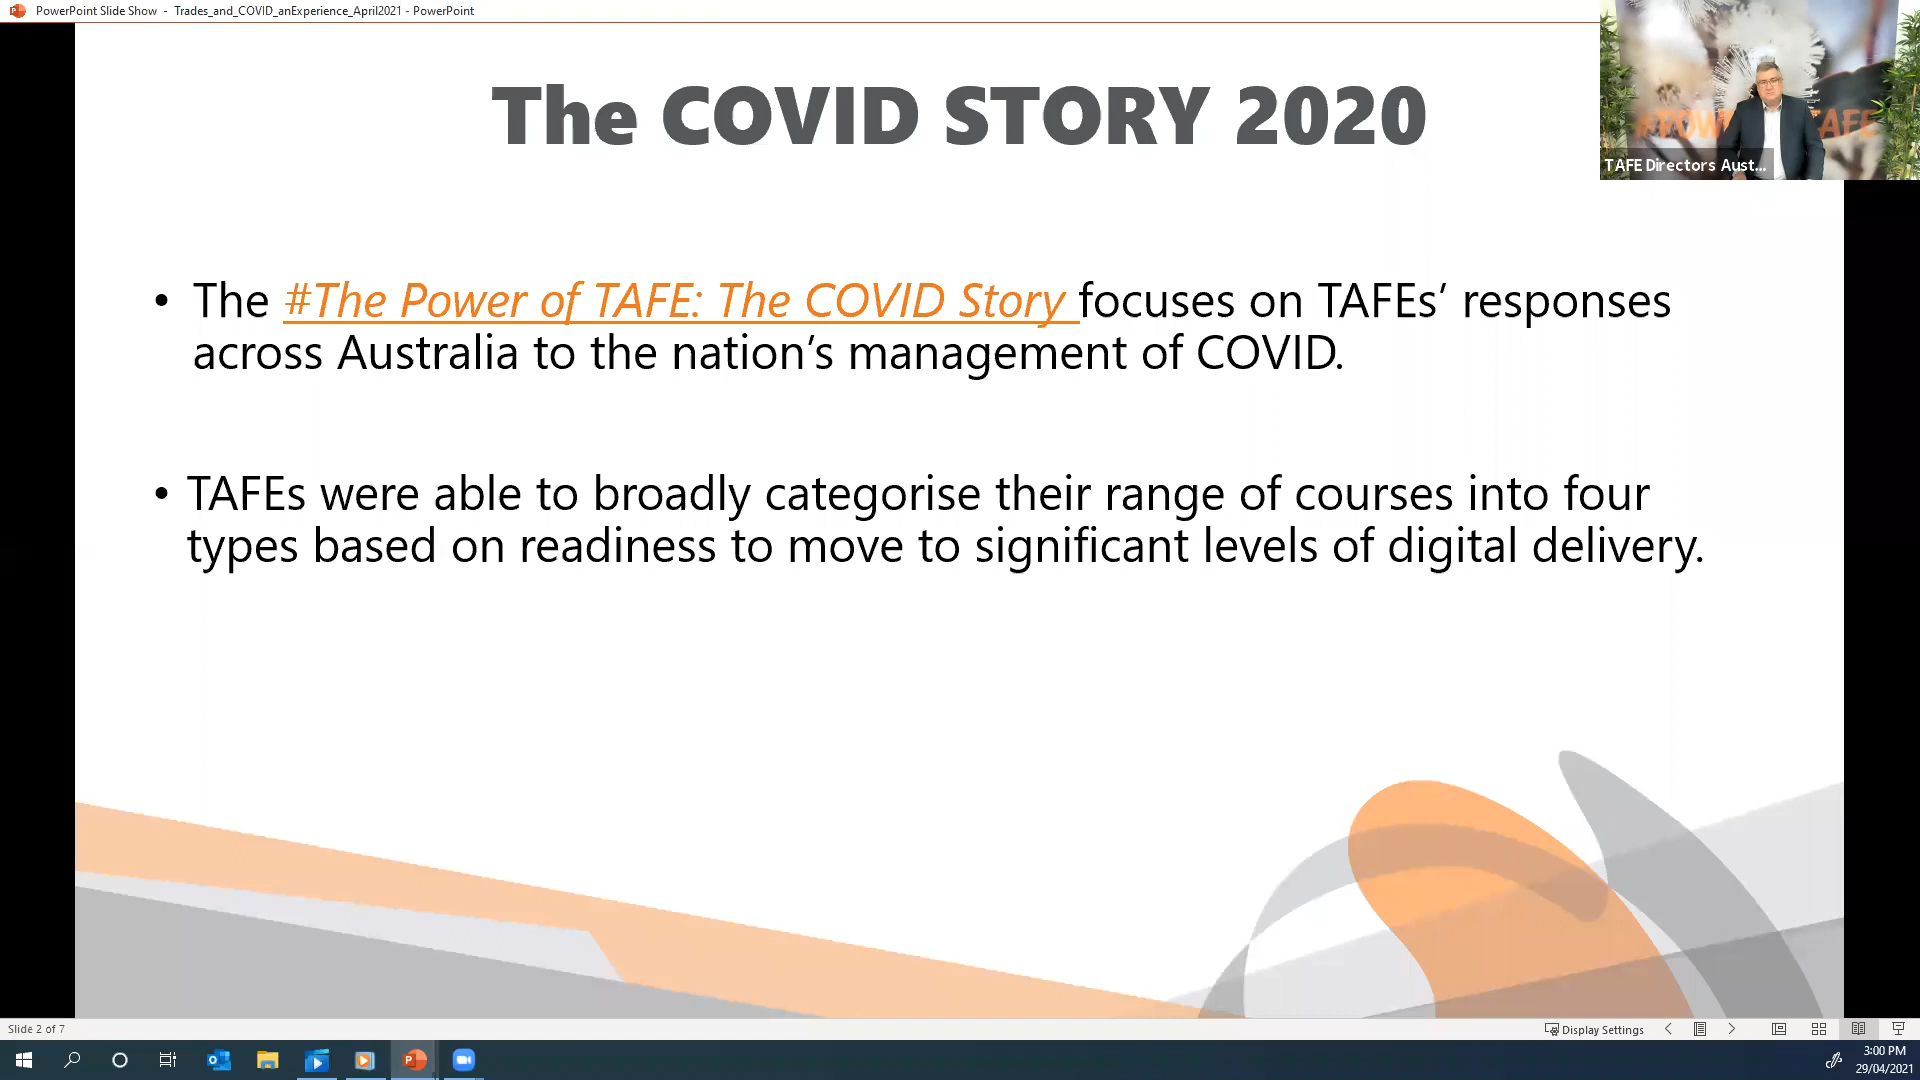 PowerPoint Slide Show - Trades_and_COVID_anExperience_April2021 - PowerPoint
The COVID STORY 2020
TAFE Directors Aust...
• The #The Power of TAFE: The COVID Story focuses on TAFEs’ responses
across Australia to the nation’s management of COVID.
• TAFEs were able to broadly categorise their range of courses into four
types based on readiness to move to significant levels of digital delivery.
Slide 2 of 7
Display Settings
3:00 PM
29/04/2021